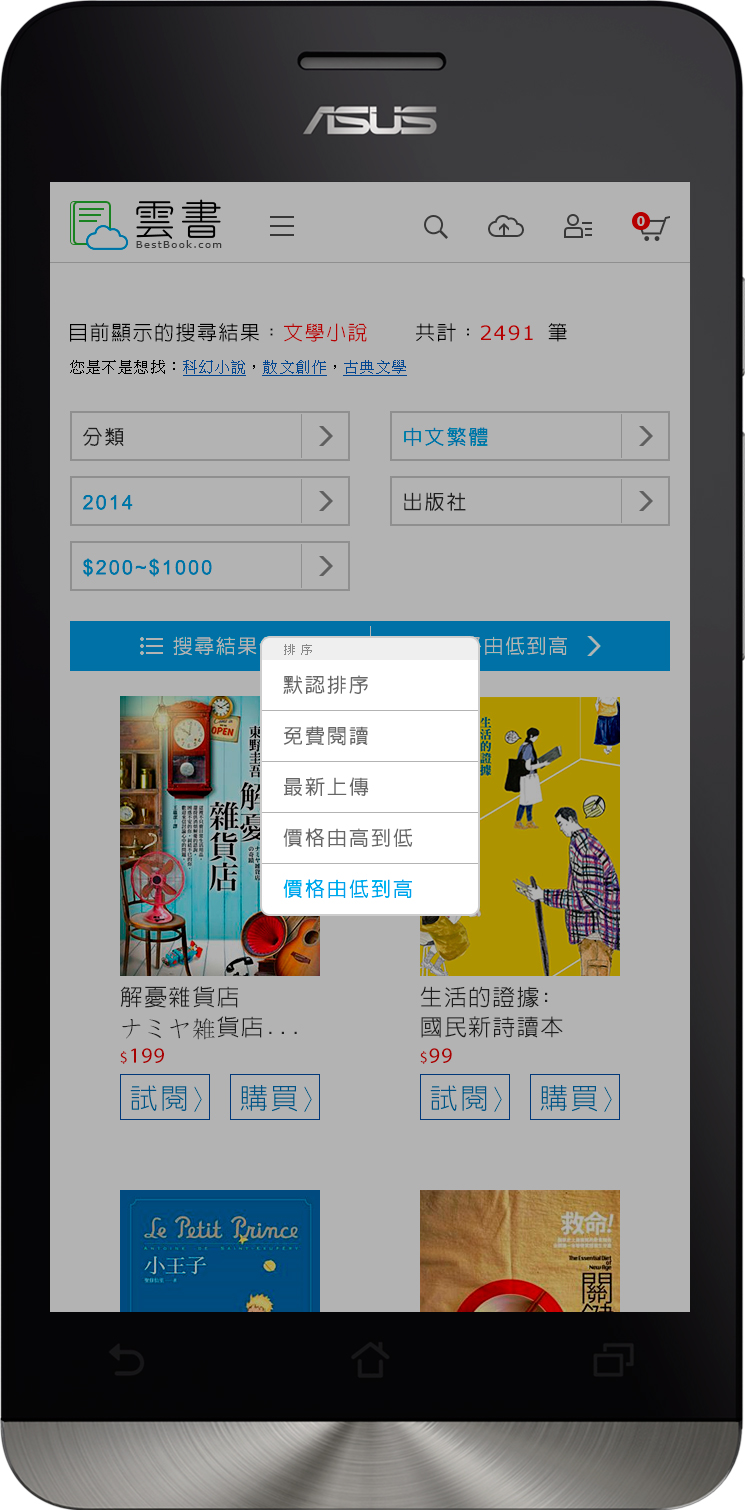 ASUS
雲書
BestBook.com
0
目前顯示的搜尋結果：文學小說 共計：2491 筆
您是不是想找：科幻小說，散文創作，古典文學
分類
中文繁體
2014
出版社
$200~$1000
搜尋結果
由低到高
排序
默認排序
免費閱讀
最新上傳
價格由高到低
價格由低到高
OPEN
東野圭吾
解憂
雜貨店
生活的證據
解憂雜貨店
ナミヤ雑貨店...
$199
試閱〉
購買〉
生活的證據:
國民新詩讀本
$99
試閱〉
購買〉
Le Petit Prince
ANTOINE DE SAINT-EXUPÉRY
小王子
救命!
The Essential Diet
of
New Age